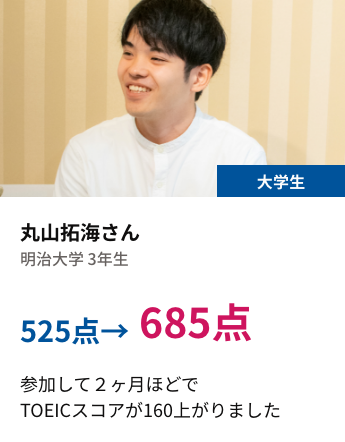 大学生
丸山拓海さん
明治大学 3年生
525点→ 685点
参加して２ヶ月ほどで
TOEICスコアが160上がりました